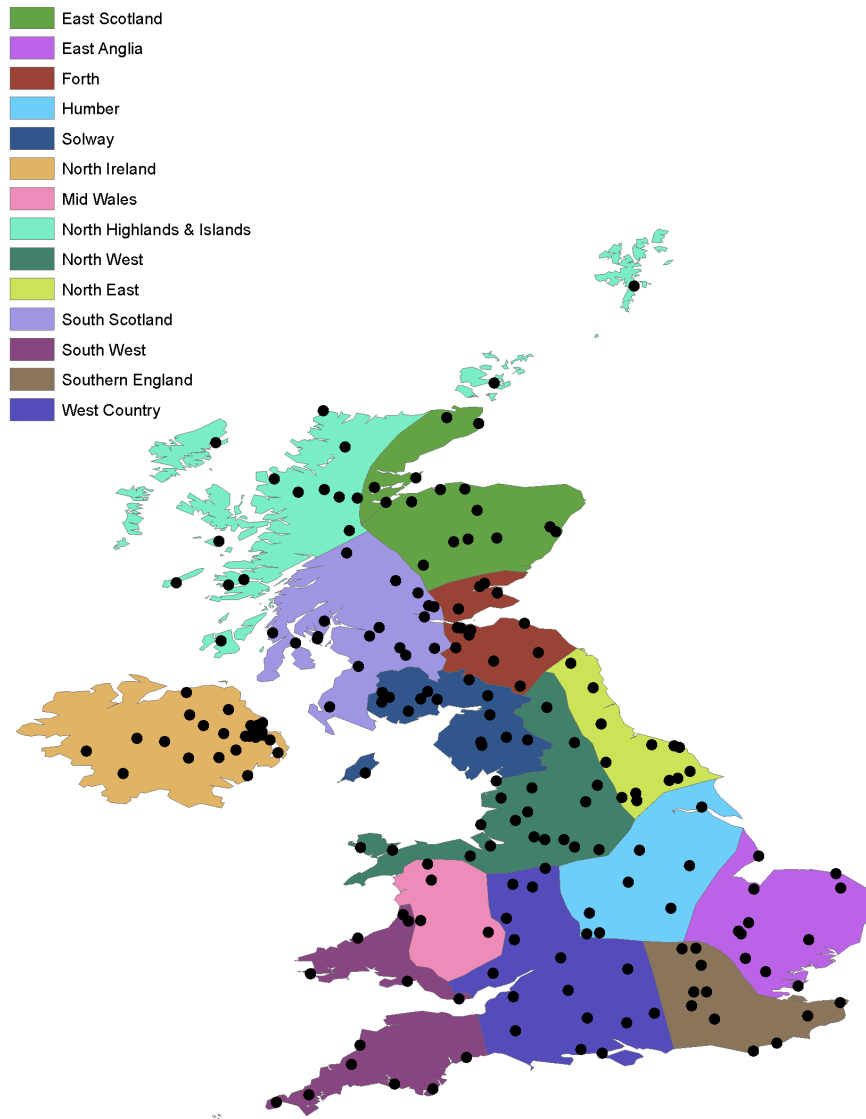 East Scotland
East Anglia
Forth
Humber
Solway
North Ireland
Mid Wales
North Highlands & Islands
North West
North East
South Scotland
South West
Southern England
West Country